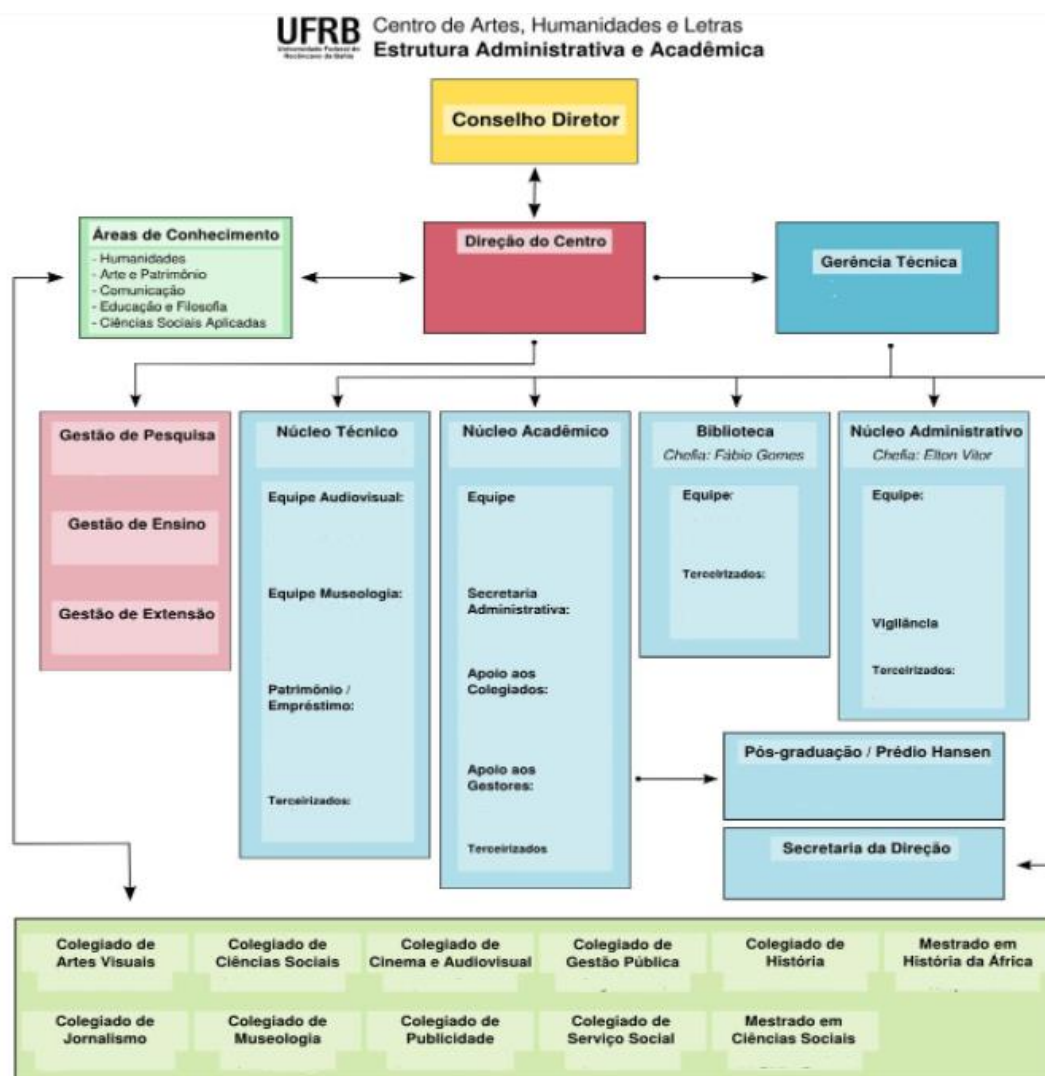 UFRB
Universidade Federal do
Recôncavo da Bahia
Centro de Artes, Humanidades e Letras
Estrutura Administrativa e Acadêmica
Conselho Diretor
Áreas de Conhecimento
- Humanidades
- Arte e Patrimônio
- Comunicação
- Educação e Filosofia
- Ciências Sociais Aplicadas
Direção do Centro
Gerência Técnica
Gestão de Pesquisa
Gestão de Ensino
Gestão de Extensão
Núcleo Técnico
Equipe Audiovisual:
Equipe Museologia:
Patrimônio /
Empréstimo:
Terceirizados:
Núcleo Acadêmico
Equipe
Secretaria
Administrativa:
Apoio aos
Colegiados:
Apoio aos
Gestores:
Terceirizados
Biblioteca
Chefia: Fábio Gomes
Equipe:
Terceirizados:
Núcleo Administrativo
Chefia: Elton Vitor
Equipe:
Vigilância
Terceirizados:
Pós-graduação / Prédio Hansen
Secretaria da Direção
Colegiado de
Artes Visuais
Colegiado de
Ciências Sociais
Colegiado de
Cinema e Audiovisual
Colegiado de
Gestão Pública
Colegiado de
História
Mestrado em
História da África
Colegiado de
Jornalismo
Colegiado de
Museologia
Colegiado de
Publicidade
Colegiado de
Serviço Social
Mestrado em
Ciências Sociais